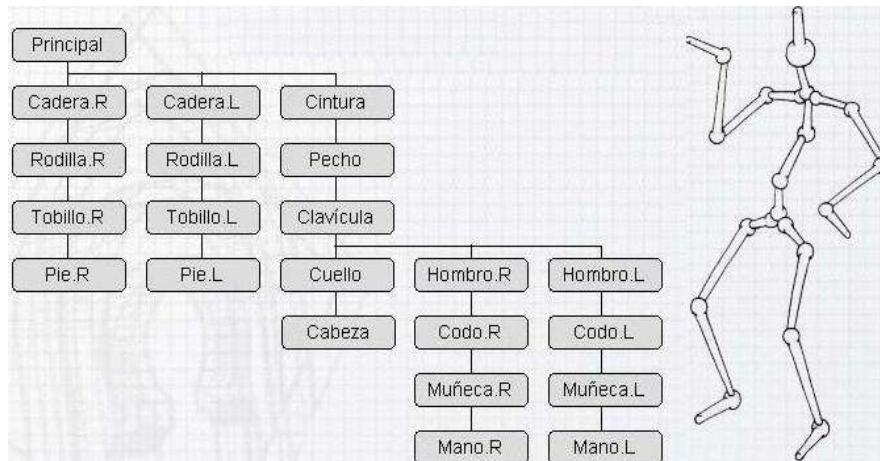 Principal
Cadera.R Cadera.L Cintura
Rodilla.R Rodilla.L Pecho
Tobillo.R Tobillo.L Clavícula
Pie.R Pie.L Cuello Hombro.R Hombro.L
Cabeza Codo.R Codo.L
Muñeca.R Muñeca.L
Mano.R Mano.L